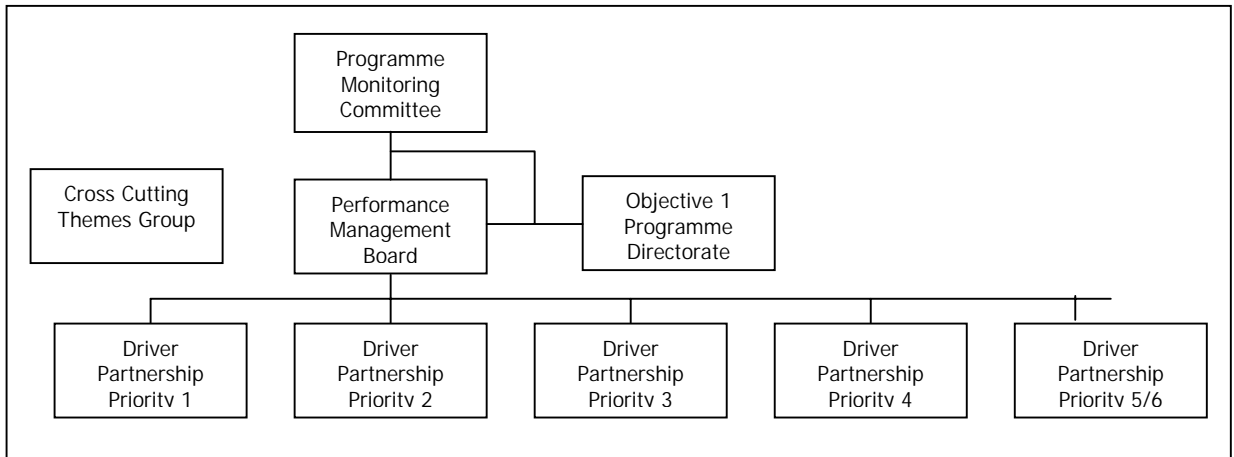 Programme
Monitoring
Committee
Cross Cutting
Themes Group
Performance
Management
Board
Objective 1
Programme
Directorate
Driver
Partnership
Priority 1
Driver
Partnership
Priority 2
Driver
Partnership
Priority 3
Driver
Partnership
Priority 4
Driver
Partnership
Priority 5/6